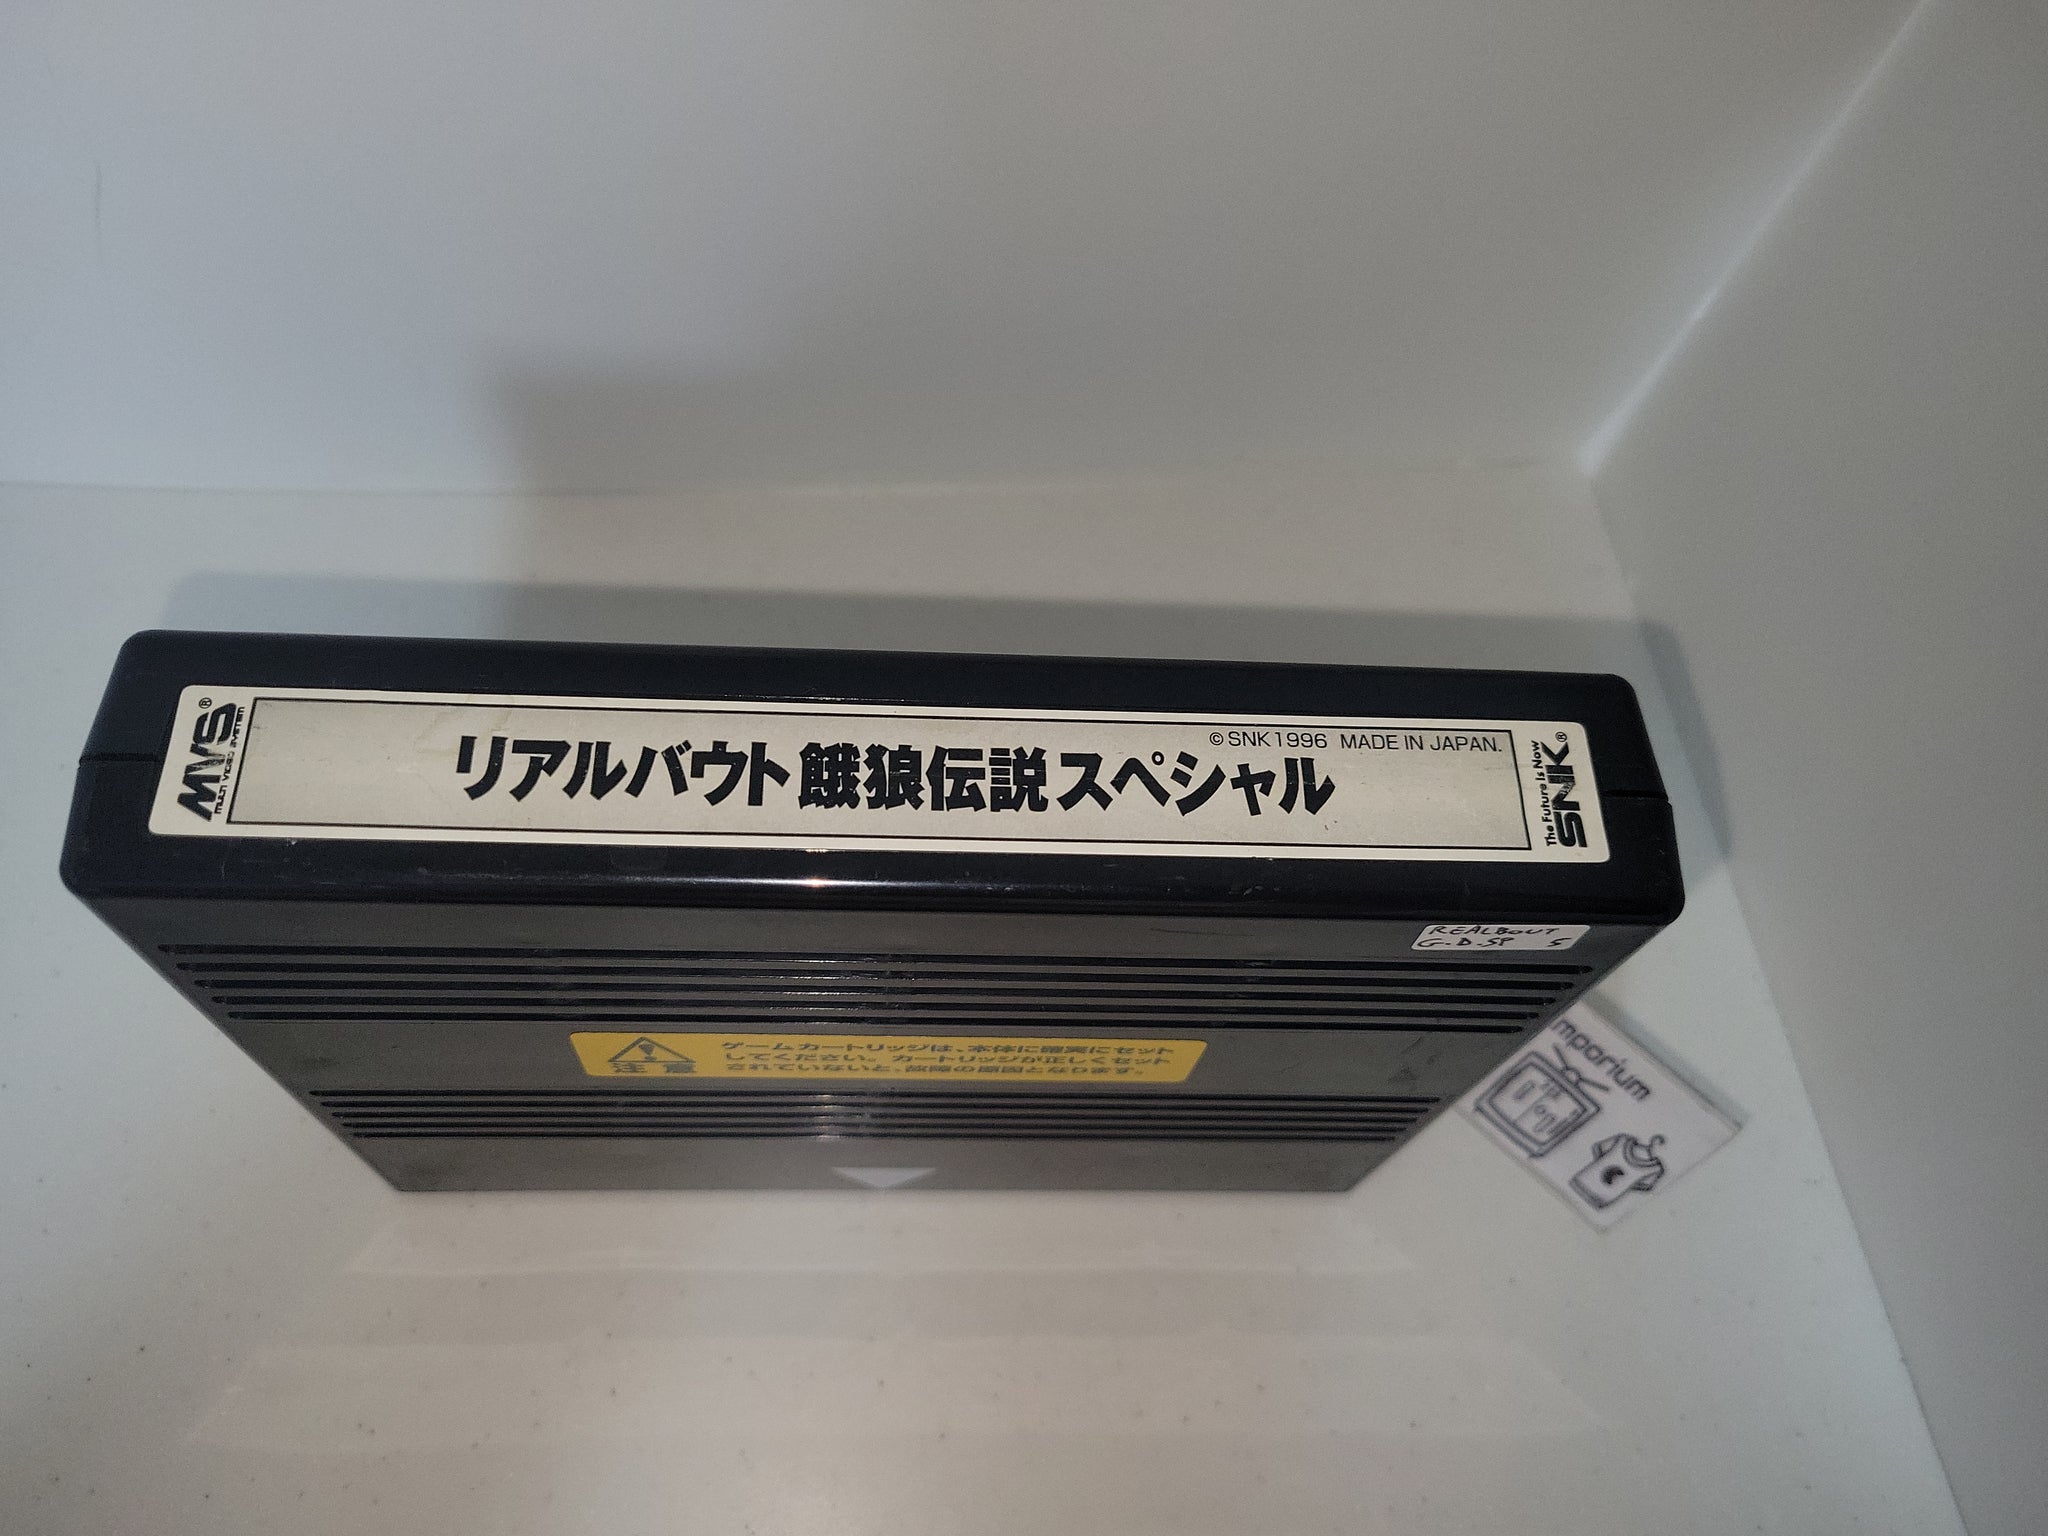 MVS®
MULTI VIDEO SYSTEM
©SNK1996 MADE IN JAPAN.
リアルバウト餓狼伝説スペシャル
The Future Is Now
SNK®
REALBOUT
G.D.SP 5
注意
ゲームカートリッジは、本体に確実にセット
してください。カートリッジが正しくセット
されていないと、故障の原因となります。
mporium